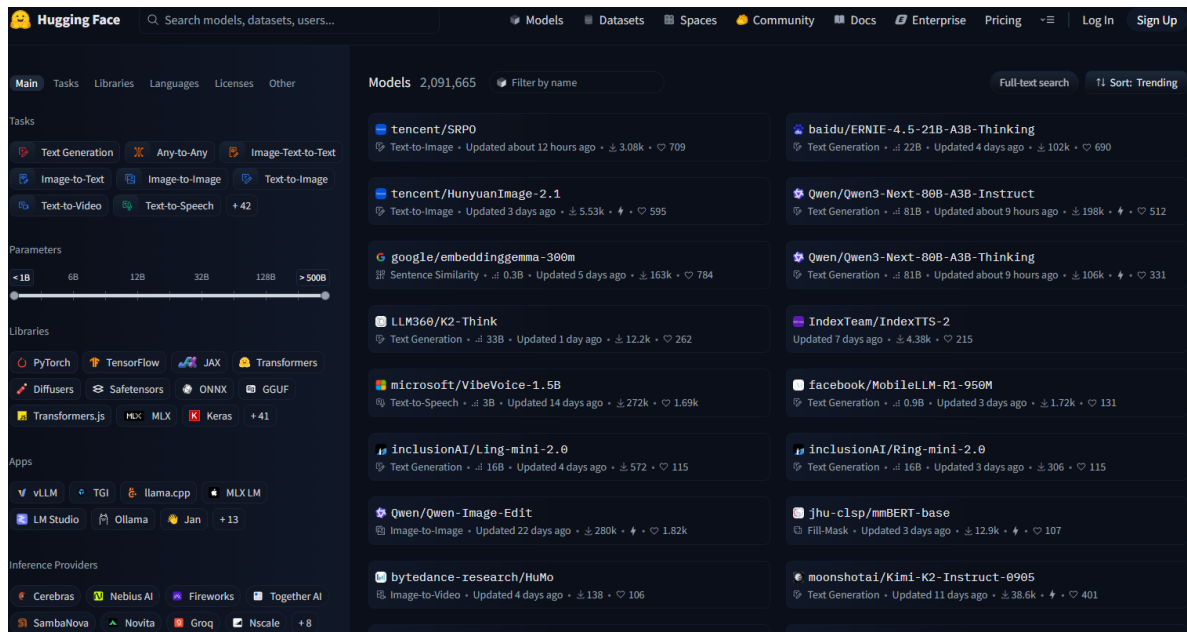 Hugging Face Search models, datasets, users... Models Datasets Spaces Community Docs Enterprise Pricing Log In Sign Up
Main Tasks Libraries Languages Licenses Other
Tasks
Text Generation Any-to-Any Image-Text-to-Text
Image-to-Text Image-to-Image Text-to-Image
Text-to-Video Text-to-Speech +42
Parameters
<1B 6B 12B 32B 128B >500B
Libraries
PyTorch TensorFlow JAX Transformers
Diffusers Safetensors ONNX GGUF
Transformers.js MLX MLX Keras +41
Apps
vLLM TGI llama.cpp MLX LM
LM Studio Ollama Jan +13
Inference Providers
Cerebras Nebius AI Fireworks Together AI
SambaNova Novita Groq Nscale +8
Models 2,091,665 Filter by name Full-text search Sort: Trending
tencent/SRPO
Text-to-Image • Updated about 12 hours ago • 3.08k • 709
baidu/ERNIE-4.5-21B-A3B-Thinking
Text Generation • 22B • Updated 4 days ago • 102k • 690
tencent/HunyuanImage-2.1
Text-to-Image • Updated 3 days ago • 5.53k • 595
Qwen/Qwen3-Next-80B-A3B-Instruct
Text Generation • 81B • Updated about 9 hours ago • 198k • 512
google/embeddinggemma-300m
Sentence Similarity • 0.3B • Updated 5 days ago • 163k • 784
Qwen/Qwen3-Next-80B-A3B-Thinking
Text Generation • 81B • Updated about 9 hours ago • 106k • 331
LLM360/K2-Think
Text Generation • 33B • Updated 1 day ago • 12.2k • 262
IndexTeam/IndexTTS-2
Updated 7 days ago • 4.38k • 215
microsoft/VibeVoice-1.5B
Text-to-Speech • 3B • Updated 14 days ago • 272k • 1.69k
facebook/MobileLLM-R1-950M
Text Generation • 0.9B • Updated 3 days ago • 1.72k • 131
inclusionAI/Ling-mini-2.0
Text Generation • 16B • Updated 4 days ago • 572 • 115
inclusionAI/Ring-mini-2.0
Text Generation • 16B • Updated 3 days ago • 306 • 115
Qwen/Qwen-Image-Edit
Image-to-Image • Updated 22 days ago • 280k • 1.82k
jhu-clsp/mmBERT-base
Fill-Mask • Updated 3 days ago • 12.9k • 107
bytedance-research/HuMo
Image-to-Video • Updated 4 days ago • 138 • 106
moonshotai/Kimi-K2-Instruct-0905
Text Generation • Updated 11 days ago • 38.6k • 401